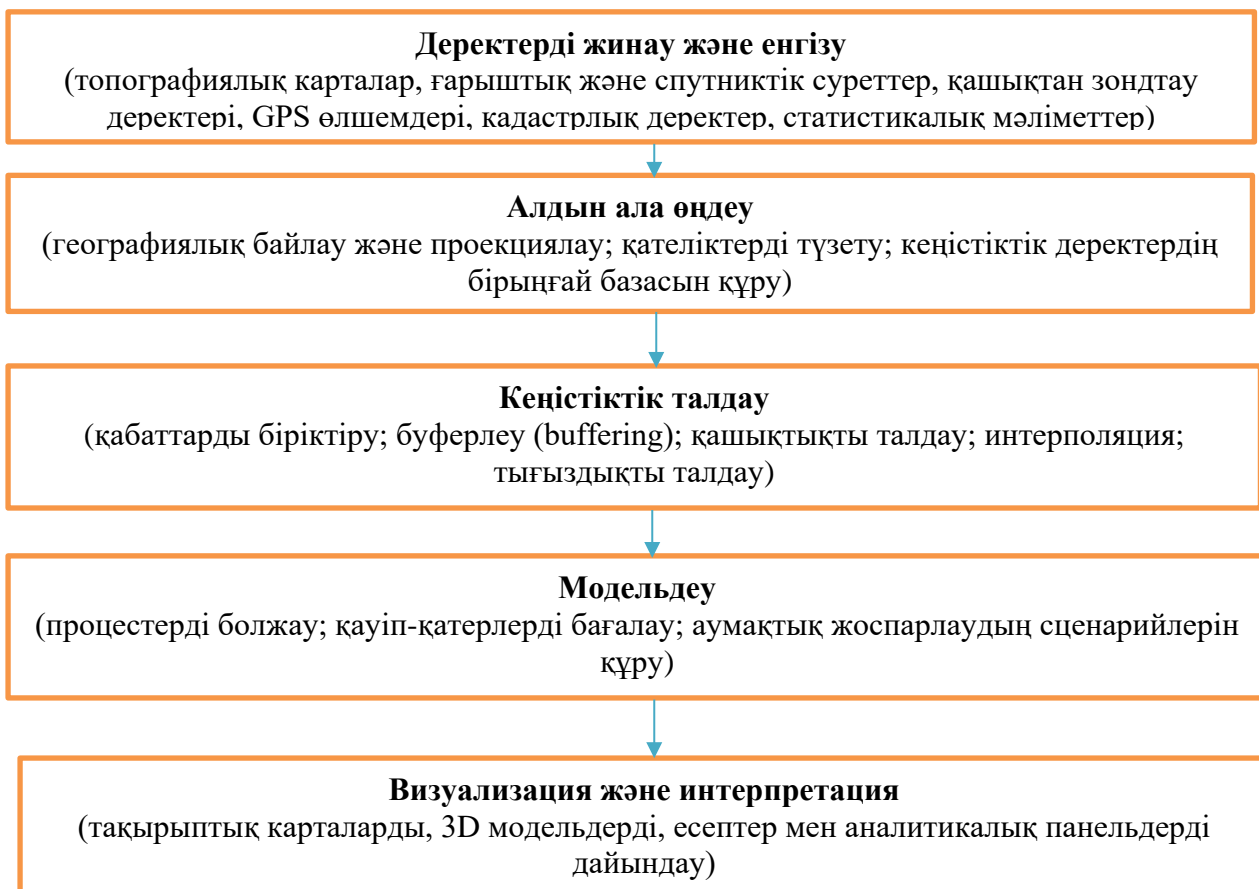 Деректерді жинау және енгізу
(топографиялық карталар, ғарыштық және спутниктік суреттер, қашықтан зондтау
деректері, GPS өлшемдері, кадастрлық деректер, статистикалық мәліметтер)
Алдын ала өңдеу
(географиялық байлау және проекциялау; қателіктерді түзету; кеңістіктік деректердің
бірыңғай базасын құру)
Кеңістіктік талдау
(қабаттарды біріктіру; буферлеу (buffering); қашықтықты талдау; интерполяция;
тығыздықты талдау)
Модельдеу
(процестерді болжау; қауіп-қатерлерді бағалау; аумақтық жоспарлаудың сценарийлерін
құру)
Визуализация және интерпретация
(тақырыптық карталарды, 3D модельдерді, есептер мен аналитикалық панельдерді
дайындау)